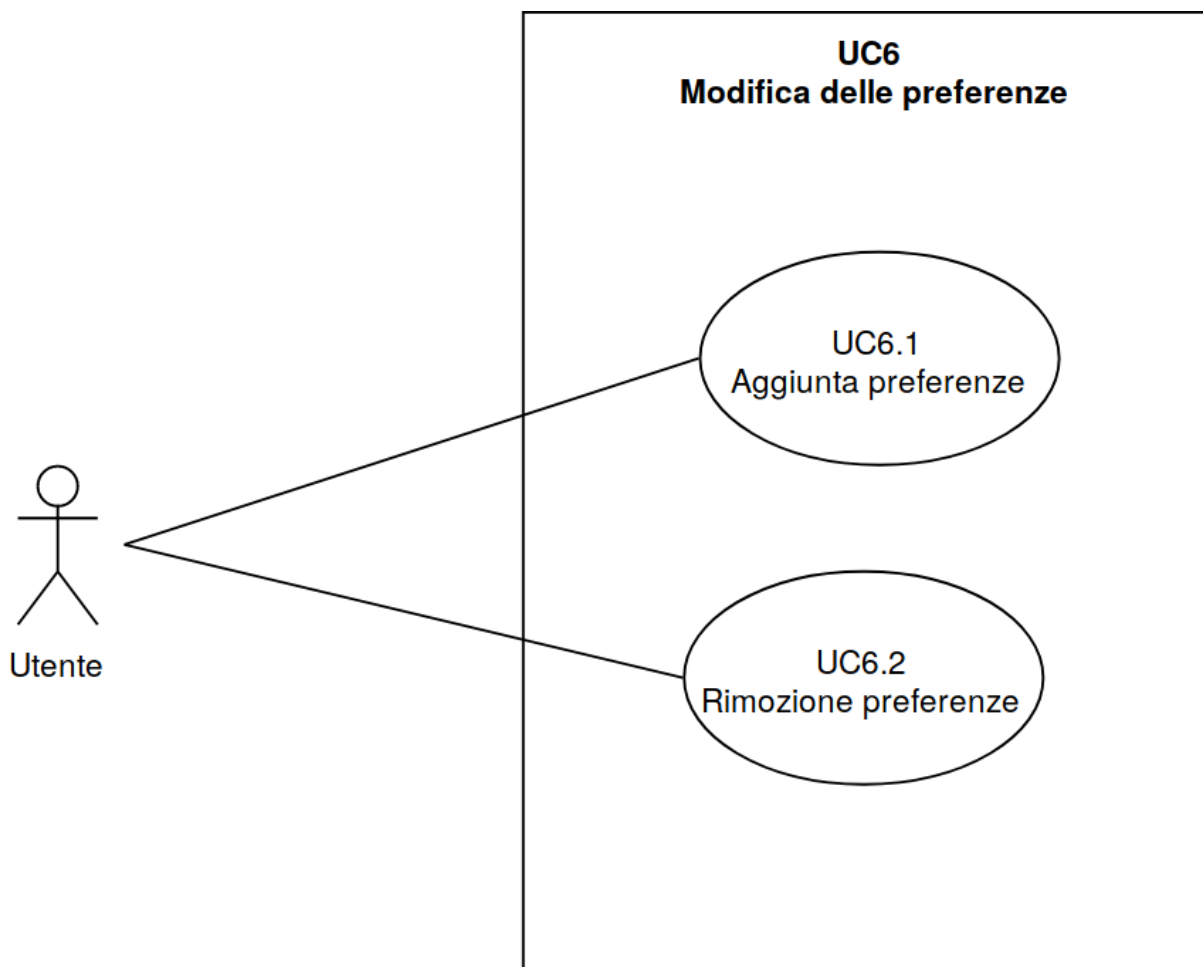 UC6
Modifica delle preferenze
UC6.1
Aggiunta preferenze
Utente
UC6.2
Rimozione preferenze